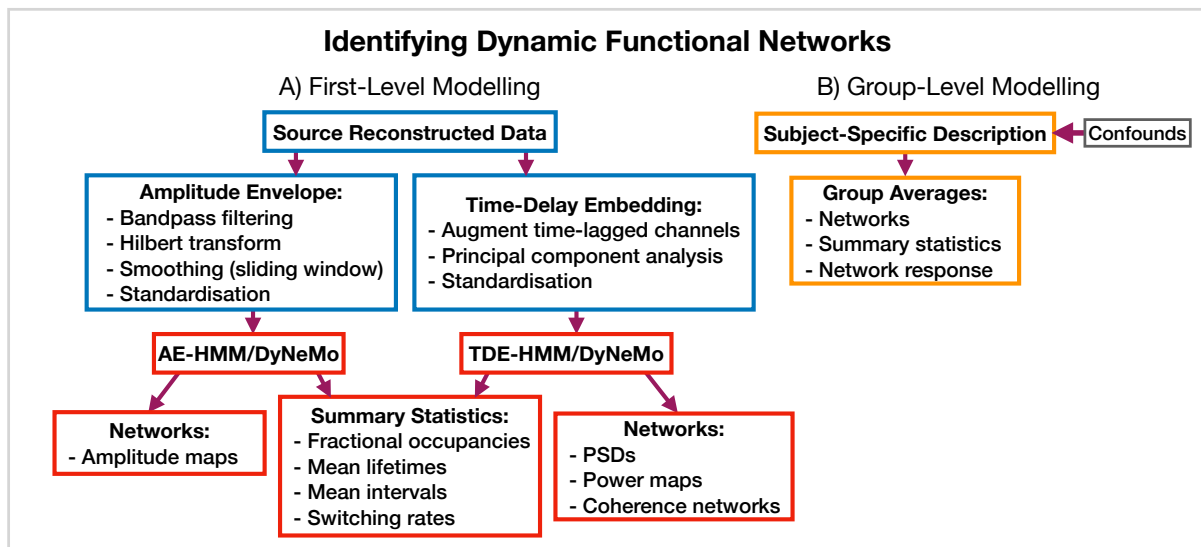 Identifying Dynamic Functional Networks
A) First-Level Modelling
Source Reconstructed Data
Amplitude Envelope:
- Bandpass filtering
- Hilbert transform
- Smoothing (sliding window)
- Standardisation
Time-Delay Embedding:
- Augment time-lagged channels
- Principal component analysis
- Standardisation
AE-HMM/DyNeMo
TDE-HMM/DyNeMo
Networks:
- Amplitude maps
Summary Statistics:
- Fractional occupancies
- Mean lifetimes
- Mean intervals
- Switching rates
Networks:
- PSDs
- Power maps
- Coherence networks
B) Group-Level Modelling
Subject-Specific Description
Confounds
Group Averages:
- Networks
- Summary statistics
- Network response